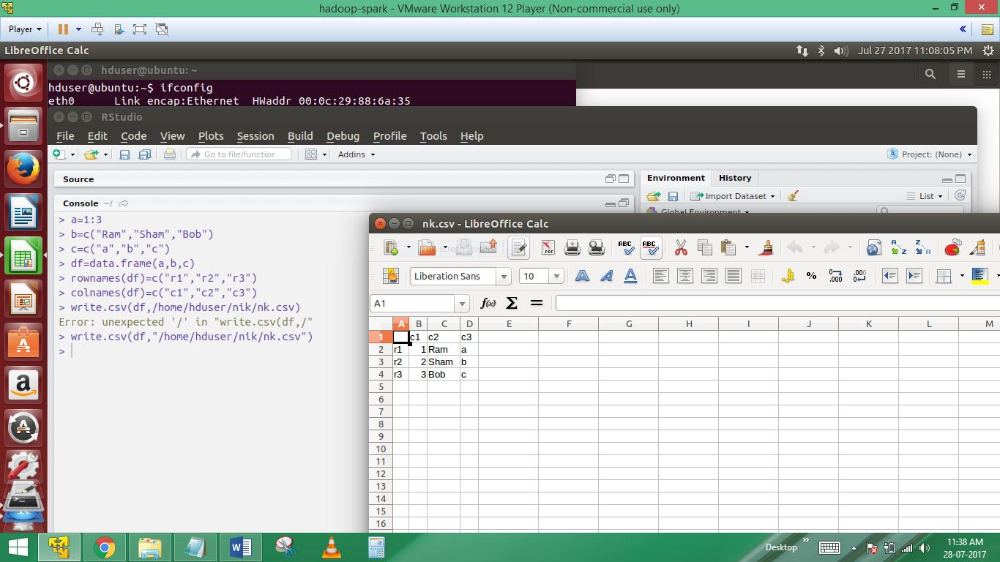 hadoop-spark - VMware Workstation 12 Player (Non-commercial use only)
Player
LibreOffice Calc
Jul 27 2017 11:08:05 PM
hduser@ubuntu: ~
hduser@ubuntu:~$ ifconfig
eth0 Link encap:Ethernet HWaddr 00:0c:29:88:6a:35
RStudio
File Edit Code View Plots Session Build Debug Profile Tools Help
Go to file/function
Addins
Project: (None)
Source
Console ~/
> a=1:3
> b=c("Ram","Sham","Bob")
> c=c("a","b","c")
> df=data.frame(a,b,c)
> rownames(df)=c("r1","r2","r3")
> colnames(df)=c("c1","c2","c3")
> write.csv(df,/home/hduser/nik/nk.csv)
Error: unexpected '/' in "write.csv(df,/"
> write.csv(df,"/home/hduser/nik/nk.csv")
>
Environment History
Import Dataset
List
Global Environment
nk.csv - LibreOffice Calc
Liberation Sans
10
A1
A B C D E F G H I J K L M
1 c1 c2 c3
2 r1 1 Ram a
3 r2 2 Sham b
4 r3 3 Bob c
5
6
7
8
9
10
11
12
13
14
15
16
Desktop
11:38 AM
28-07-2017